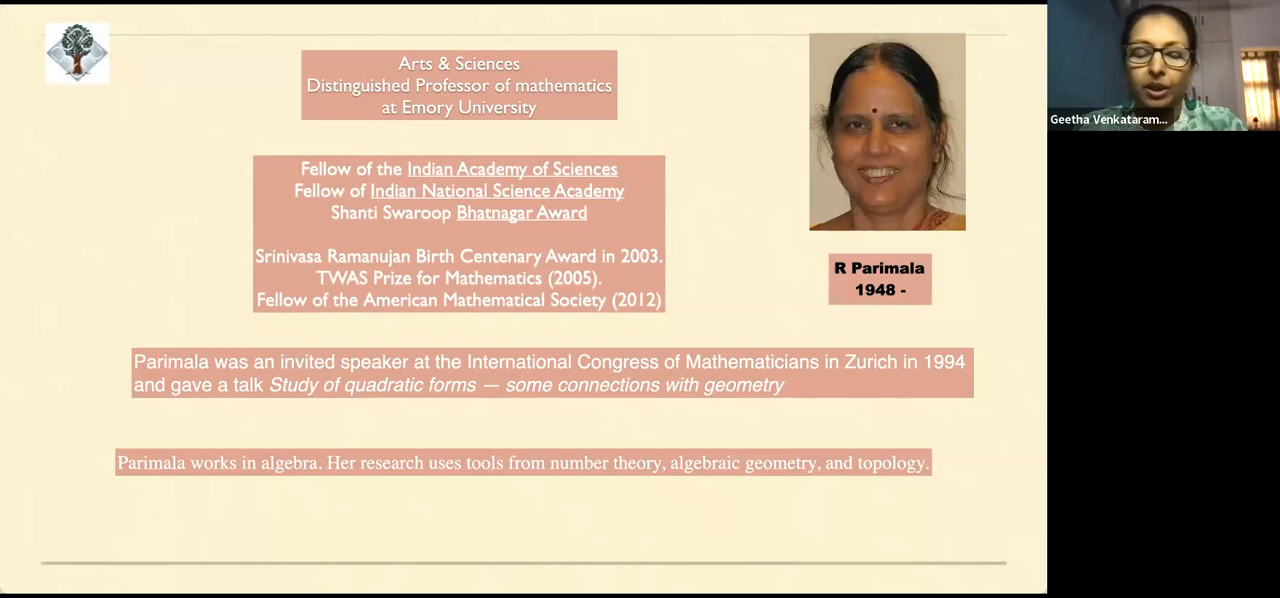 Arts & Sciences
Distinguished Professor of mathematics
at Emory University
Fellow of the Indian Academy of Sciences
Fellow of Indian National Science Academy
Shanti Swaroop Bhatnagar Award
Srinivasa Ramanujan Birth Centenary Award in 2003.
TWAS Prize for Mathematics (2005).
Fellow of the American Mathematical Society (2012)
R Parimala
1948 -
Parimala was an invited speaker at the International Congress of Mathematicians in Zurich in 1994
and gave a talk Study of quadratic forms — some connections with geometry
Parimala works in algebra. Her research uses tools from number theory, algebraic geometry, and topology.
Geetha Venkataram...